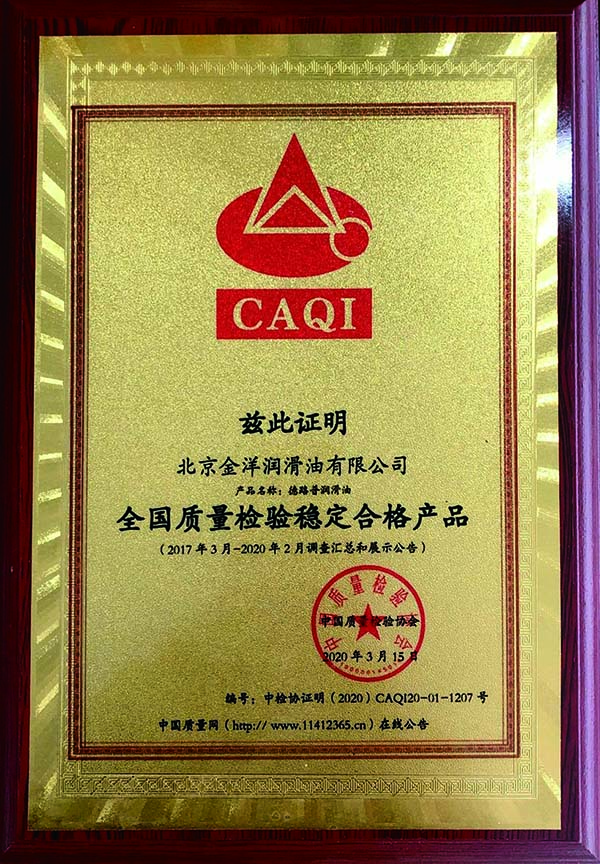 CAQI
兹此证明
北京金洋润滑油有限公司
产品名称：德路普润滑油
全国质量检验稳定合格产品
（2017年3月-2020年2月调查汇总和展示公告）
中国质量检验协会
2020年3月15日
编号：中检协证明（2020）CAQI20-01-1207号
中国质量网（http://www.11412365.cn）在线公告